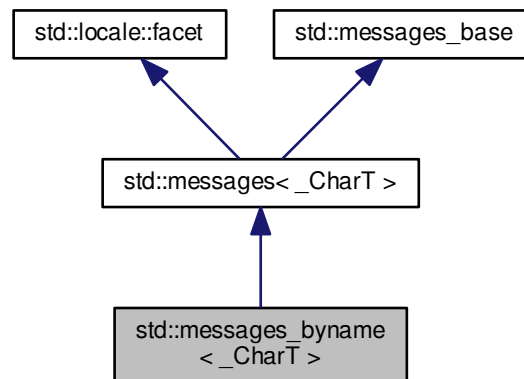 std::locale::facet
std::messages_base
std::messages< _CharT >
std::messages_byname
< _CharT >